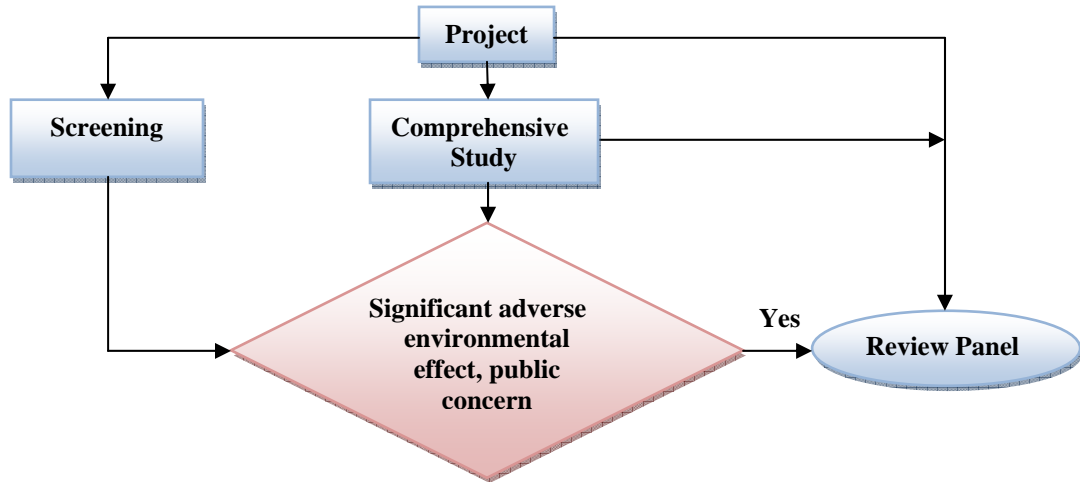 Project
Screening
Comprehensive
Study
Significant adverse
environmental
effect, public
concern
Yes
Review Panel